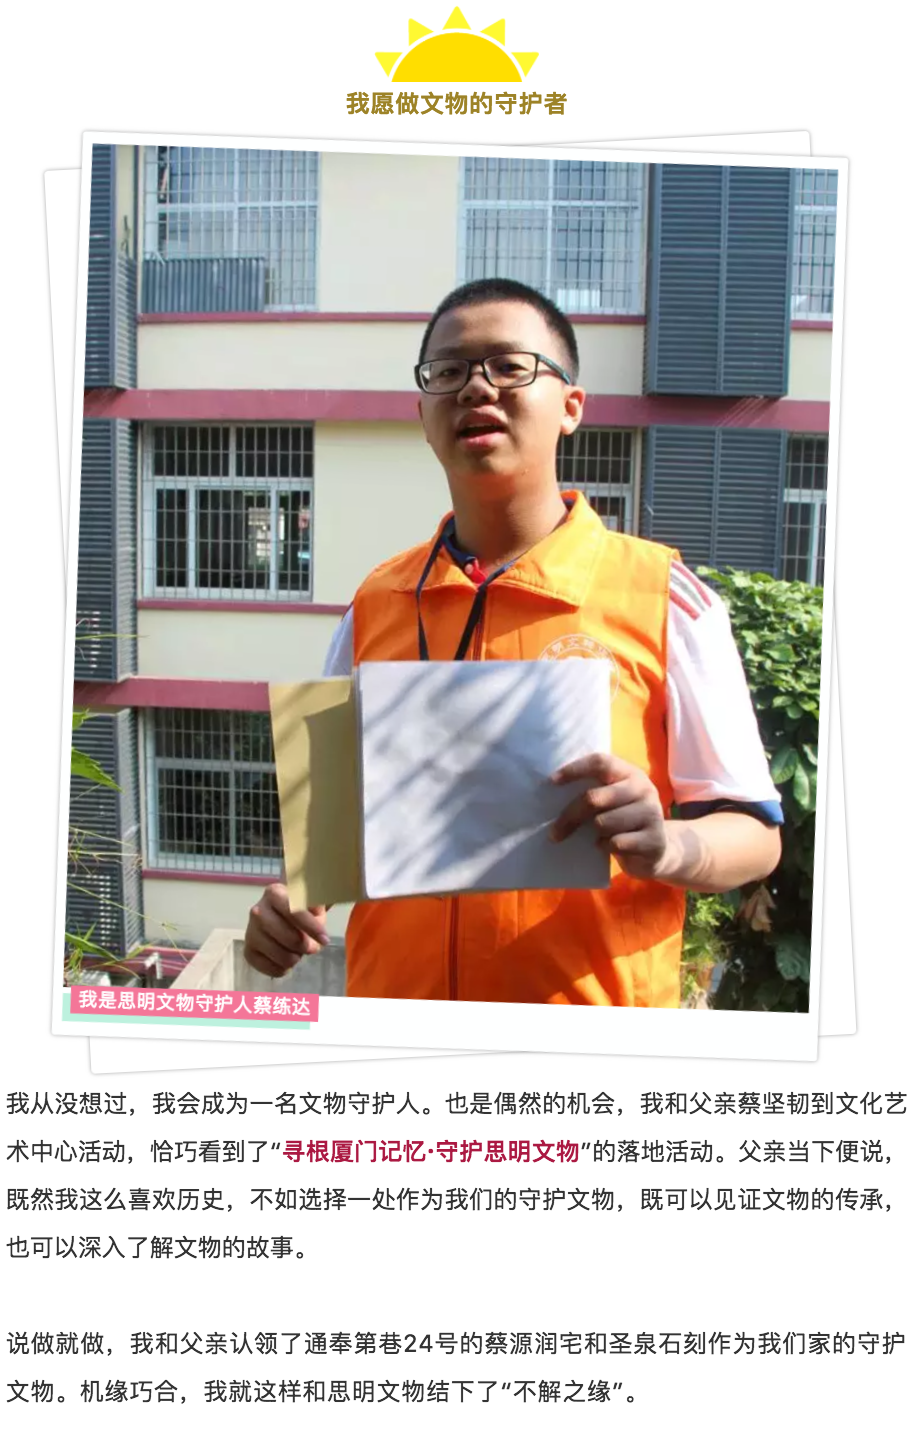 我愿做文物的守护者
我是思明文物守护人蔡练达
我从没想过，我会成为一名文物守护人。也是偶然的机会，我和父亲蔡坚韧到文化艺
术中心活动，恰巧看到了“寻根厦门记忆·守护思明文物”的落地活动。父亲当下便说，
既然我这么喜欢历史，不如选择一处作为我们的守护文物，既可以见证文物的传承，
也可以深入了解文物的故事。
说做就做，我和父亲认领了通奉第巷24号的蔡源润宅和圣泉石刻作为我们家的守护
文物。机缘巧合，我就这样和思明文物结下了“不解之缘”。